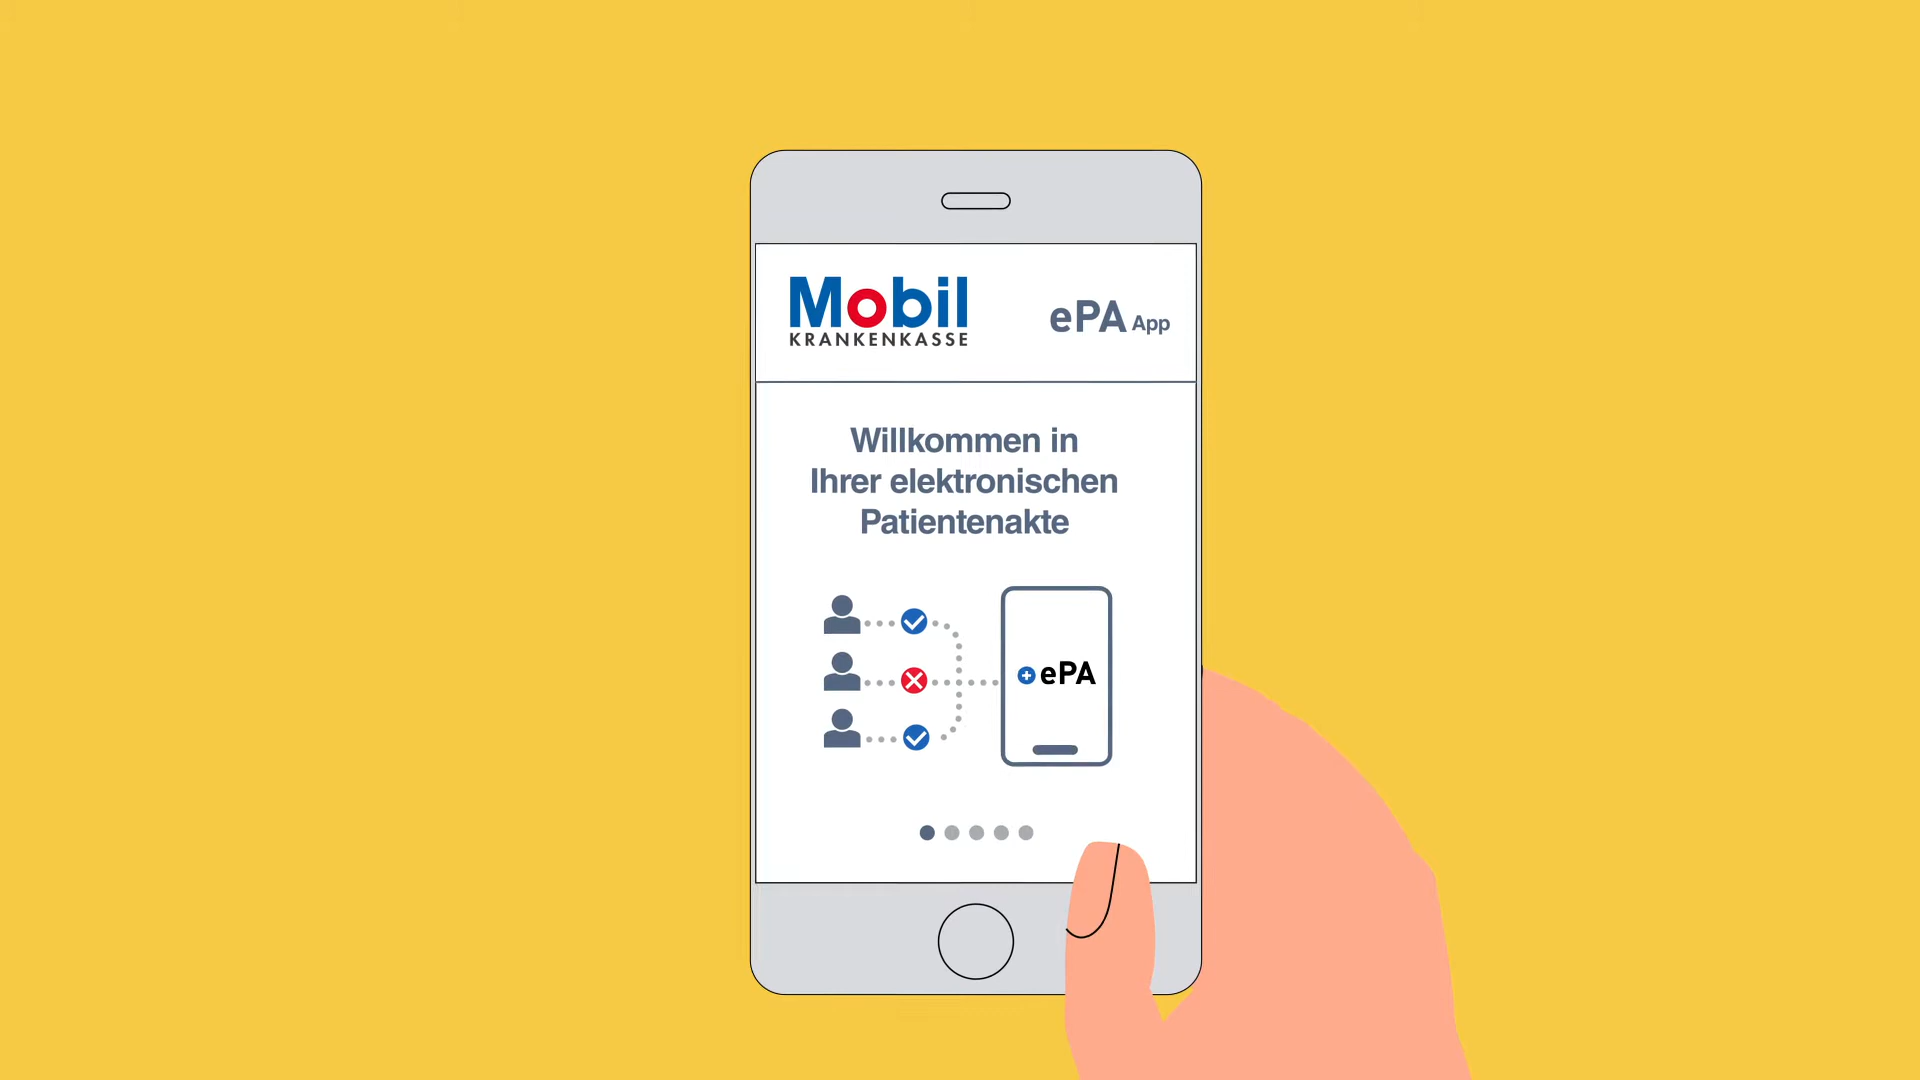 Mobil
KRANKENKASSE
ePA App
Willkommen in
Ihrer elektronischen
Patientenakte
ePA